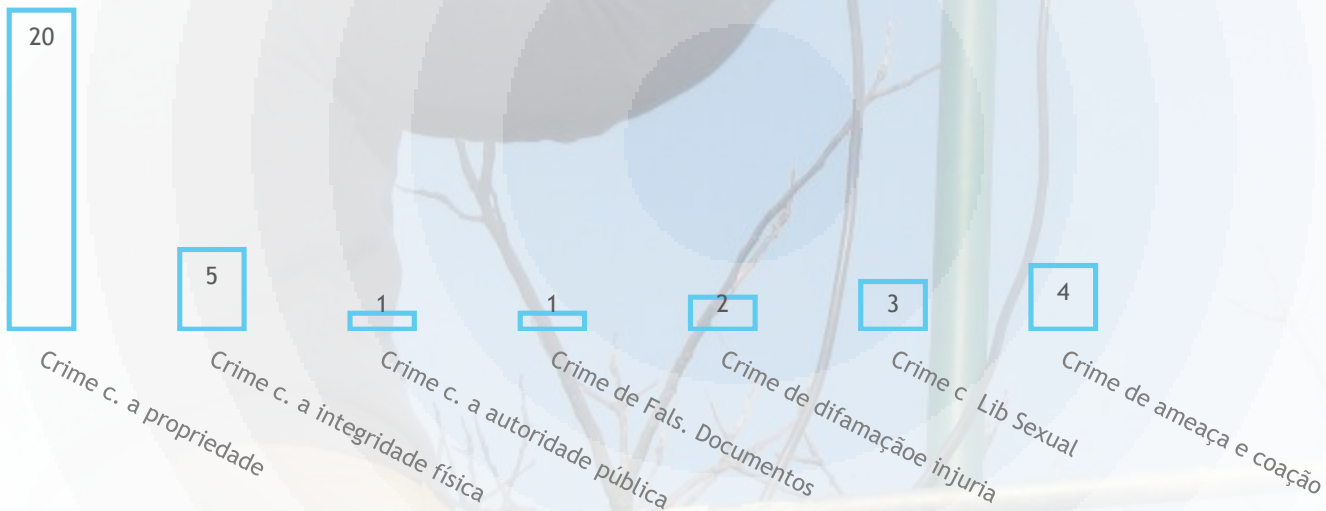 20
5
1
1
2
3
4
Crime c. a propriedade
Crime c. a integridade física
Crime c. a autoridade pública
Crime de Fals. Documentos
Crime de difamaçãoe injuria
Crime c Lib Sexual
Crime de ameaça e coação